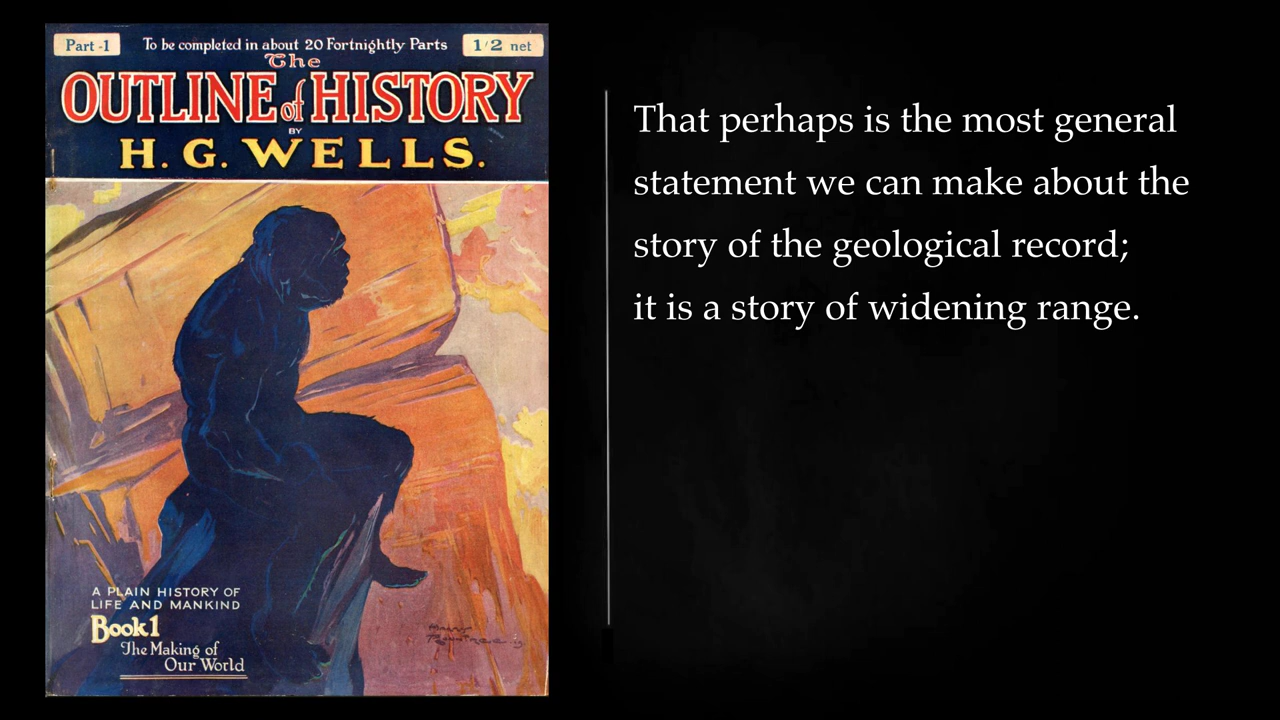 Part -1
To be completed in about 20 Fortnightly Parts
1/2 net
The
OUTLINE of HISTORY
BY
H. G. WELLS.
A PLAIN HISTORY OF
LIFE AND MANKIND
Book 1
The Making of
Our World
That perhaps is the most general
statement we can make about the
story of the geological record;
it is a story of widening range.